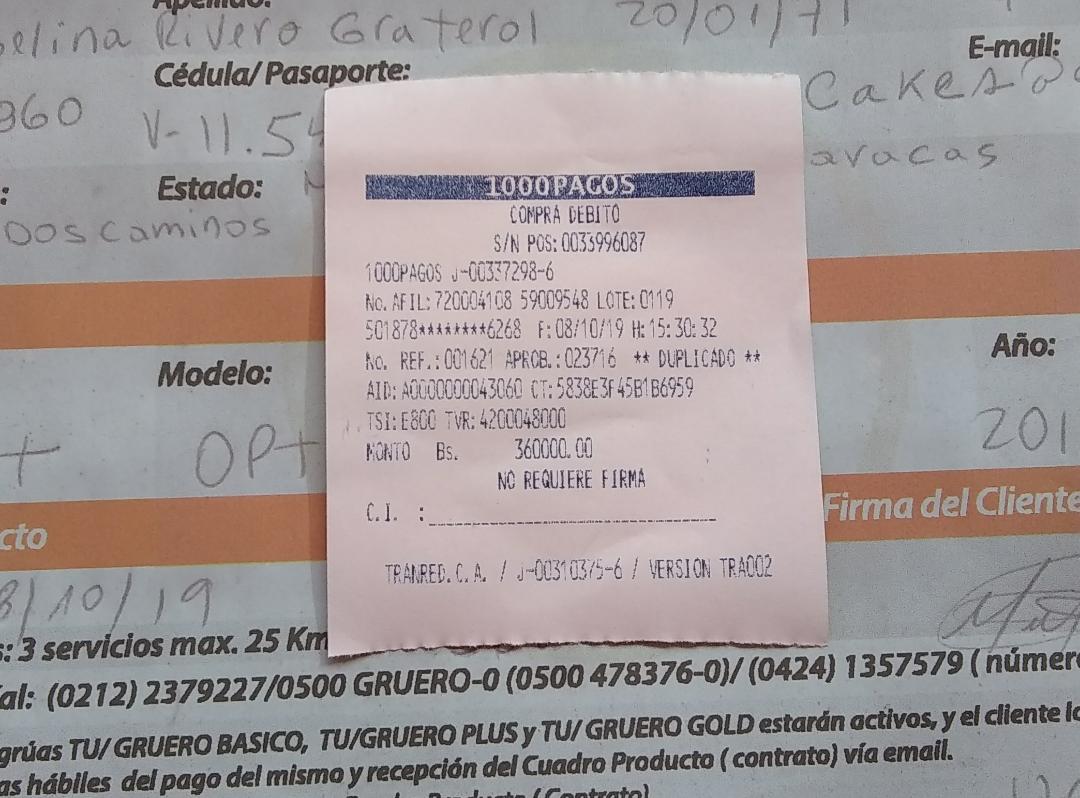 Apellido:
elina Rivero Graterol 20/01/71
E-mail:
Cédula/Pasaporte:
Cakes
360 V-11.54
aracas
Estado:
Dos caminos
1000PAGOS
COMPRA DEBITO
S/N POS: 0033996087
1000PAGOS J-00337298-6
No. AFIL: 720004108 59009548 LOTE: 0119
501878********6268 F: 08/10/19 H: 15:30:32
No. REF.: 001621 APROB.: 023716 ** DUPLICADO **
AID: A0000000043060 CT: 5838E3F45B1B6959
TSI: E800 TVR: 4200048000
MONTO Bs. 360000.00
NO REQUIERE FIRMA
C.I. :
TRANRED.C.A. / J-00310375-6 / VERSION TRA002
Modelo:
Año:
OPt
201
cto
Firma del Cliente
8/10/19
s: 3 servicios max. 25 Km
al: (0212) 2379227/0500 GRUERO-0 (0500 478376-0)/ (0424) 1357579 ( número
grúas TU/ GRUERO BASICO, TU/GRUERO PLUS y TU/ GRUERO GOLD estarán activos, y el cliente
as hábiles del pago del mismo y recepción del Cuadro Producto ( contrato) vía email.